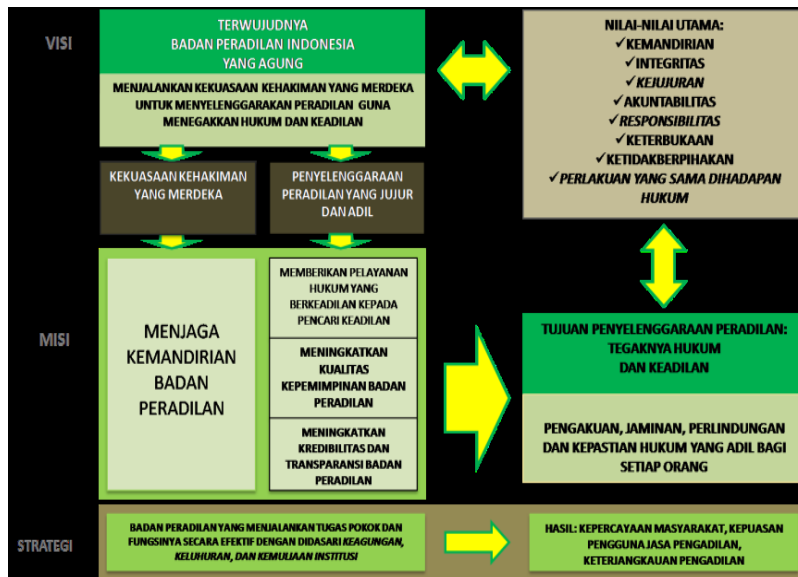 VISI
TERWUJUDNYA
BADAN PERADILAN INDONESIA
YANG AGUNG
MENJALANKAN KEKUASAAN KEHAKIMAN YANG MERDEKA
UNTUK MENYELENGGARAKAN PERADILAN GUNA
MENEGAKKAN HUKUM DAN KEADILAN
NILAI-NILAI UTAMA:
✓KEMANDIRIAN
✓INTEGRITAS
✓KEJUJURAN
✓AKUNTABILITAS
✓RESPONSIBILITAS
✓KETERBUKAAN
✓KETIDAKBERPIHAKAN
✓PERLAKUAN YANG SAMA DIHADAPAN
HUKUM
KEKUASAAN KEHAKIMAN
YANG MERDEKA
PENYELENGGARAAN
PERADILAN YANG JUJUR
DAN ADIL
MISI
MENJAGA
KEMANDIRIAN
BADAN
PERADILAN
MEMBERIKAN PELAYANAN
HUKUM YANG
BERKEADILAN KEPADA
PENCARI KEADILAN
MENINGKATKAN
KUALITAS
KEPEMIMPINAN BADAN
PERADILAN
MENINGKATKAN
KREDIBILITAS DAN
TRANSPARANSI BADAN
PERADILAN
TUJUAN PENYELENGGARAAN PERADILAN:
TEGAKNYA HUKUM
DAN KEADILAN
PENGAKUAN, JAMINAN, PERLINDUNGAN
DAN KEPASTIAN HUKUM YANG ADIL BAGI
SETIAP ORANG
STRATEGI
BADAN PERADILAN YANG MENJALANKAN TUGAS POKOK DAN
FUNGSINYA SECARA EFEKTIF DENGAN DIDASARI KEAGUNGAN,
KELUHURAN, DAN KEMULIAAN INSTITUSI
HASIL: KEPERCAYAAN MASYARAKAT, KEPUASAN
PENGGUNA JASA PENGADILAN,
KETERJANGKAUAN PENGADILAN